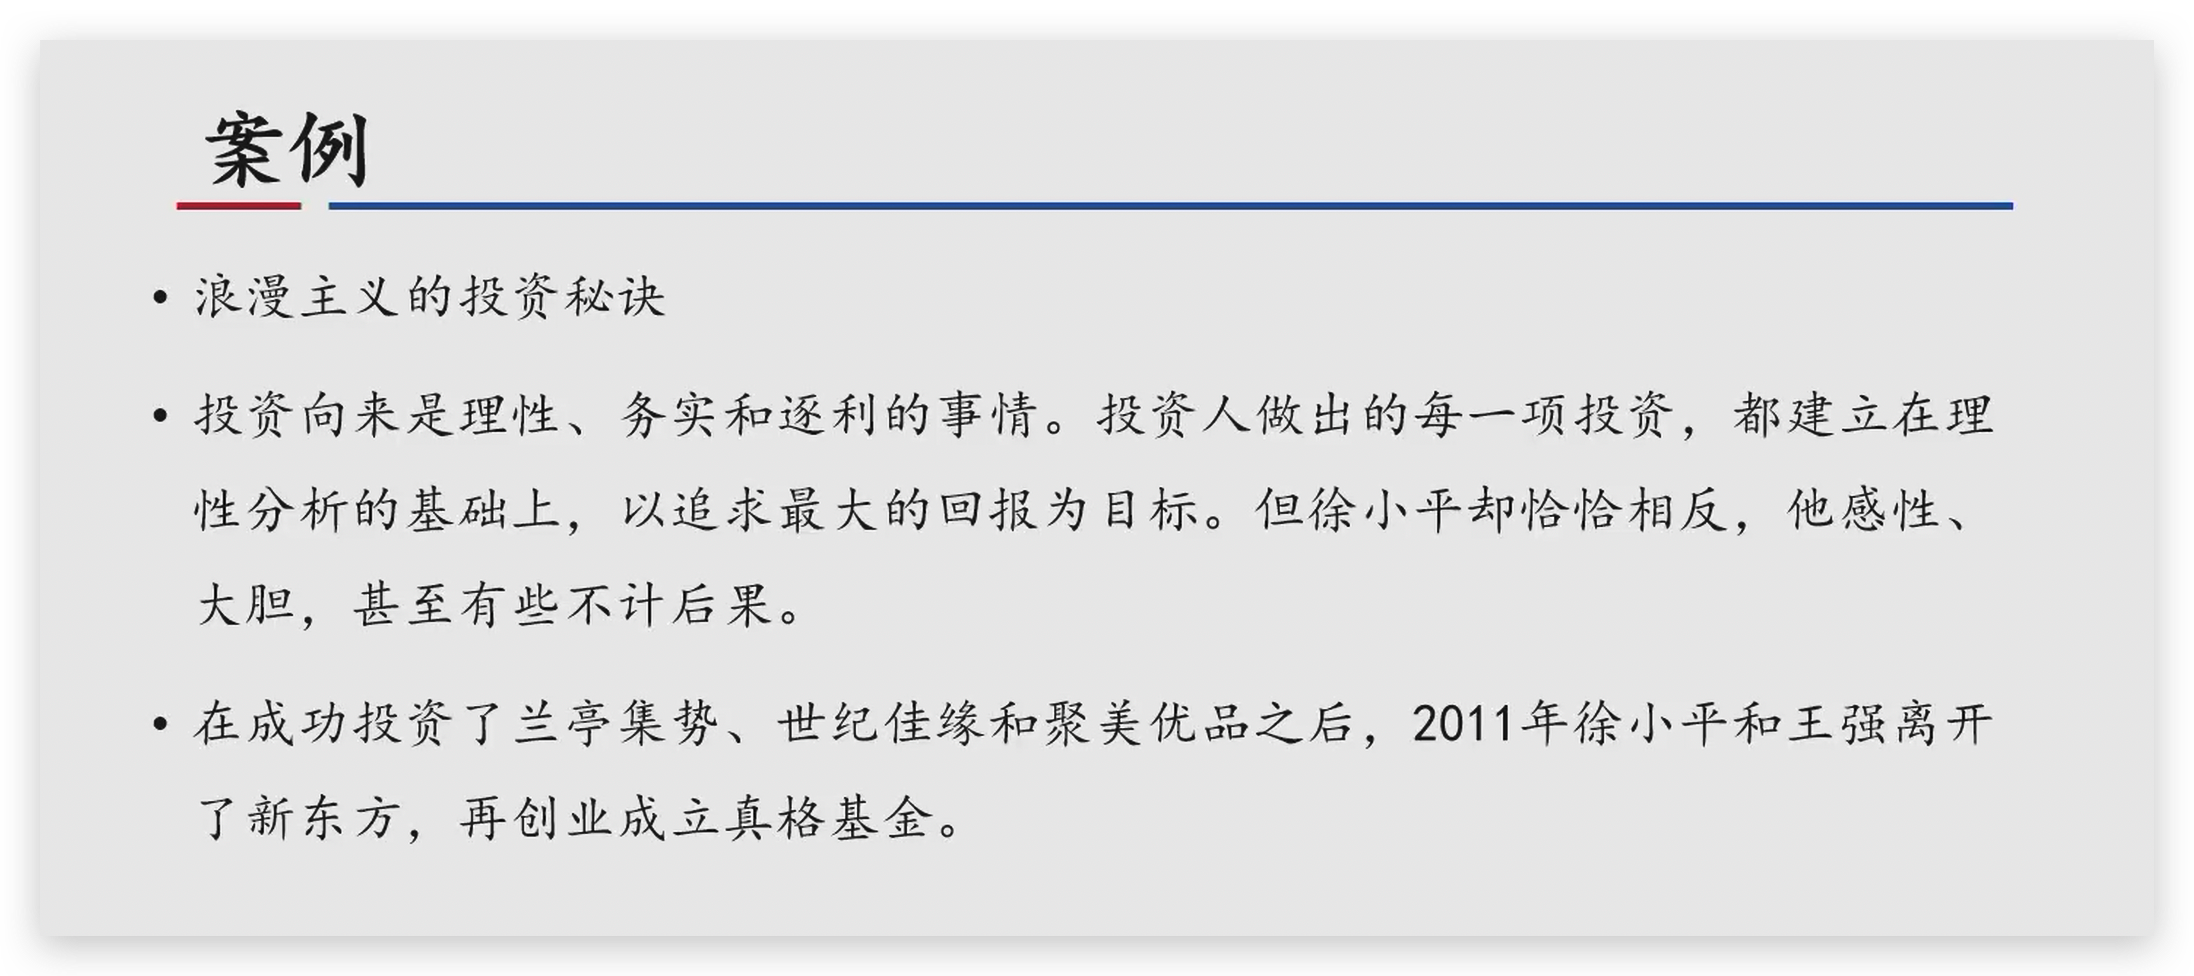 案例
• 浪漫主义的投资秘诀
• 投资向来是理性、务实和逐利的事情。投资人做出的每一项投资，都建立在理
性分析的基础上，以追求最大的回报为目标。但徐小平却恰恰相反，他感性、
大胆，甚至有些不计后果。
• 在成功投资了兰亭集势、世纪佳缘和聚美优品之后，2011年徐小平和王强离开
了新东方，再创业成立真格基金。